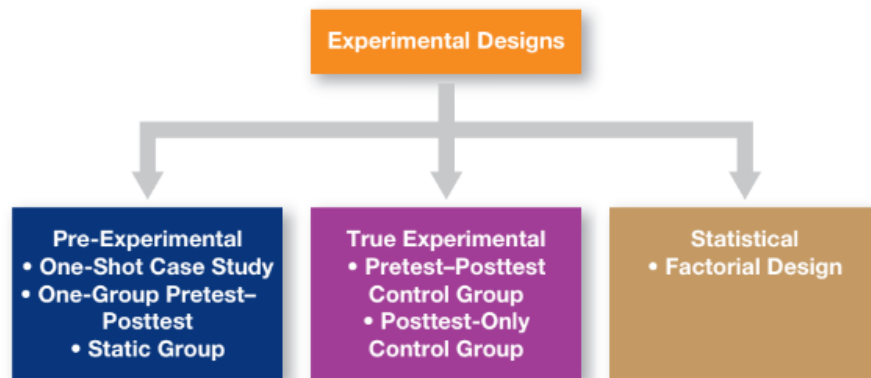 Experimental Designs
Pre-Experimental
• One-Shot Case Study
• One-Group Pretest–
Posttest
• Static Group
True Experimental
• Pretest–Posttest
Control Group
• Posttest-Only
Control Group
Statistical
• Factorial Design